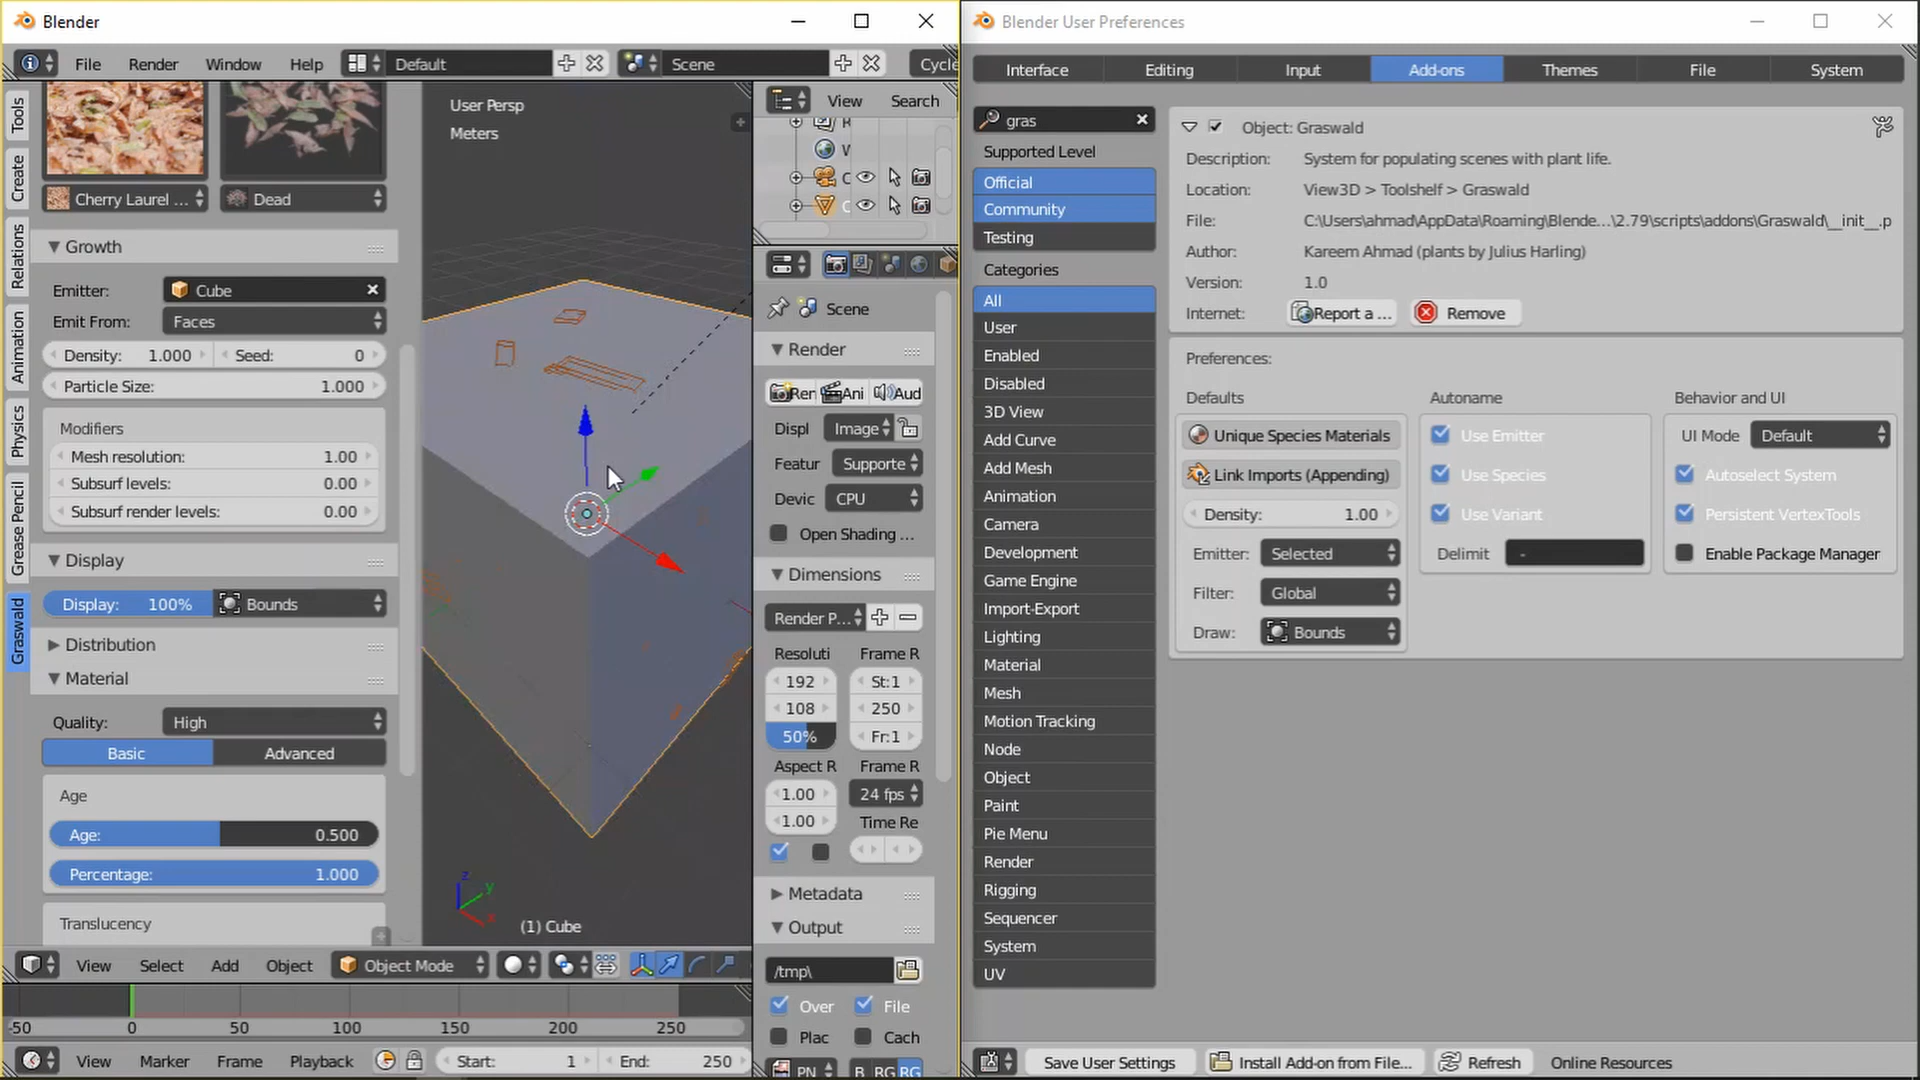 Blender
File Render Window Help Default Scene Cycle
Tools
Create
Relations
Animation
Physics
Grease Pencil
Graswald
Cherry Laurel ... Dead
Growth
Emitter: Cube
Emit From: Faces
Density: 1.000 Seed: 0
Particle Size: 1.000
Modifiers
Mesh resolution: 1.00
Subsurf levels: 0.00
Subsurf render levels: 0.00
Display
Display: 100% Bounds
Distribution
Material
Quality: High
Basic Advanced
Age
Age: 0.500
Percentage: 1.000
Translucency
User Persp
Meters
z
y
x
(1) Cube
View Select Add Object Object Mode
-50 0 50 100 150 200 250
View Marker Frame Playback Start: 1 End: 250
View Search
Scene
Render
Ren Ani Aud
Displ Image
Featur Supporte
Devic CPU
Open Shading ...
Dimensions
Render P...
Resoluti Frame R
192 St:1
108 250
50% Fr:1
Aspect R Frame R
1.00 24 fps
1.00 Time Re
Metadata
Output
/tmp\
Over File
Plac Cach
PN B RG RG
Blender User Preferences
Interface Editing Input Add-ons Themes File System
gras
Supported Level
Official
Community
Testing
Categories
All
User
Enabled
Disabled
3D View
Add Curve
Add Mesh
Animation
Camera
Development
Game Engine
Import-Export
Lighting
Material
Mesh
Motion Tracking
Node
Object
Paint
Pie Menu
Render
Rigging
Sequencer
System
UV
Object: Graswald
Description: System for populating scenes with plant life.
Location: View3D > Toolshelf > Graswald
File: C:\Users\ahmad\AppData\Roaming\Blende...\2.79\scripts\addons\Graswald\__init__.p
Author: Kareem Ahmad (plants by Julius Harling)
Version: 1.0
Internet: Report a ... Remove
Preferences:
Defaults
Unique Species Materials
Link Imports (Appending)
Density: 1.00
Emitter: Selected
Filter: Global
Draw: Bounds
Autoname
Use Emitter
Use Species
Use Variant
Delimit -
Behavior and UI
UI Mode Default
Autoselect System
Persistent VertexTools
Enable Package Manager
Save User Settings Install Add-on from File... Refresh Online Resources